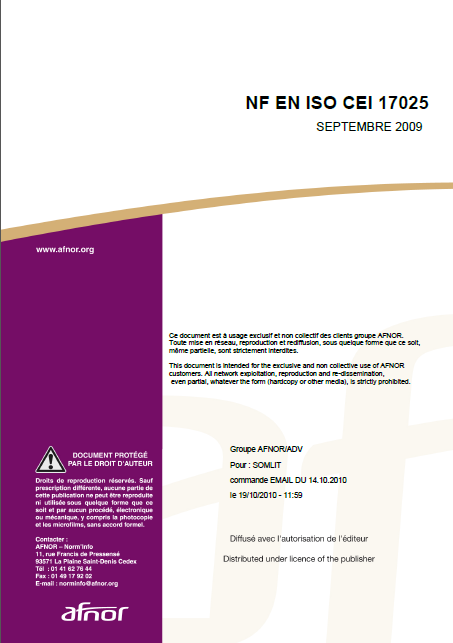 NF EN ISO CEI 17025
SEPTEMBRE 2009
www.afnor.org
Ce document est à usage exclusif et non collectif des clients groupe AFNOR.
Toute mise en réseau, reproduction et rediffusion, sous quelque forme que ce soit,
même partielle, sont strictement interdites.
This document is intended for the exclusive and non collective use of AFNOR
customers. All network exploitation, reproduction and re-dissemination,
even partial, whatever the form (hardcopy or other media), is strictly prohibited.
Groupe AFNOR/ADV
Pour : SOMLIT
commande EMAIL DU 14.10.2010
le 19/10/2010 - 11:59
Diffusé avec l'autorisation de l'éditeur
Distributed under licence of the publisher
DOCUMENT PROTÉGÉ
PAR LE DROIT D'AUTEUR
Droits de reproduction réservés. Sauf
prescription différente, aucune partie de
cette publication ne peut être reproduite
ni utilisée sous quelque forme que ce
soit et par aucun procédé, électronique
ou mécanique, y compris la photocopie
et les microfilms, sans accord formel.
Contacter :
AFNOR – Norm'Info
11, rue Francis de Pressensé
93571 La Plaine Saint-Denis Cedex
Tél : 01 41 62 76 44
Fax : 01 49 17 92 02
E-mail : norminfo@afnor.org
afnor